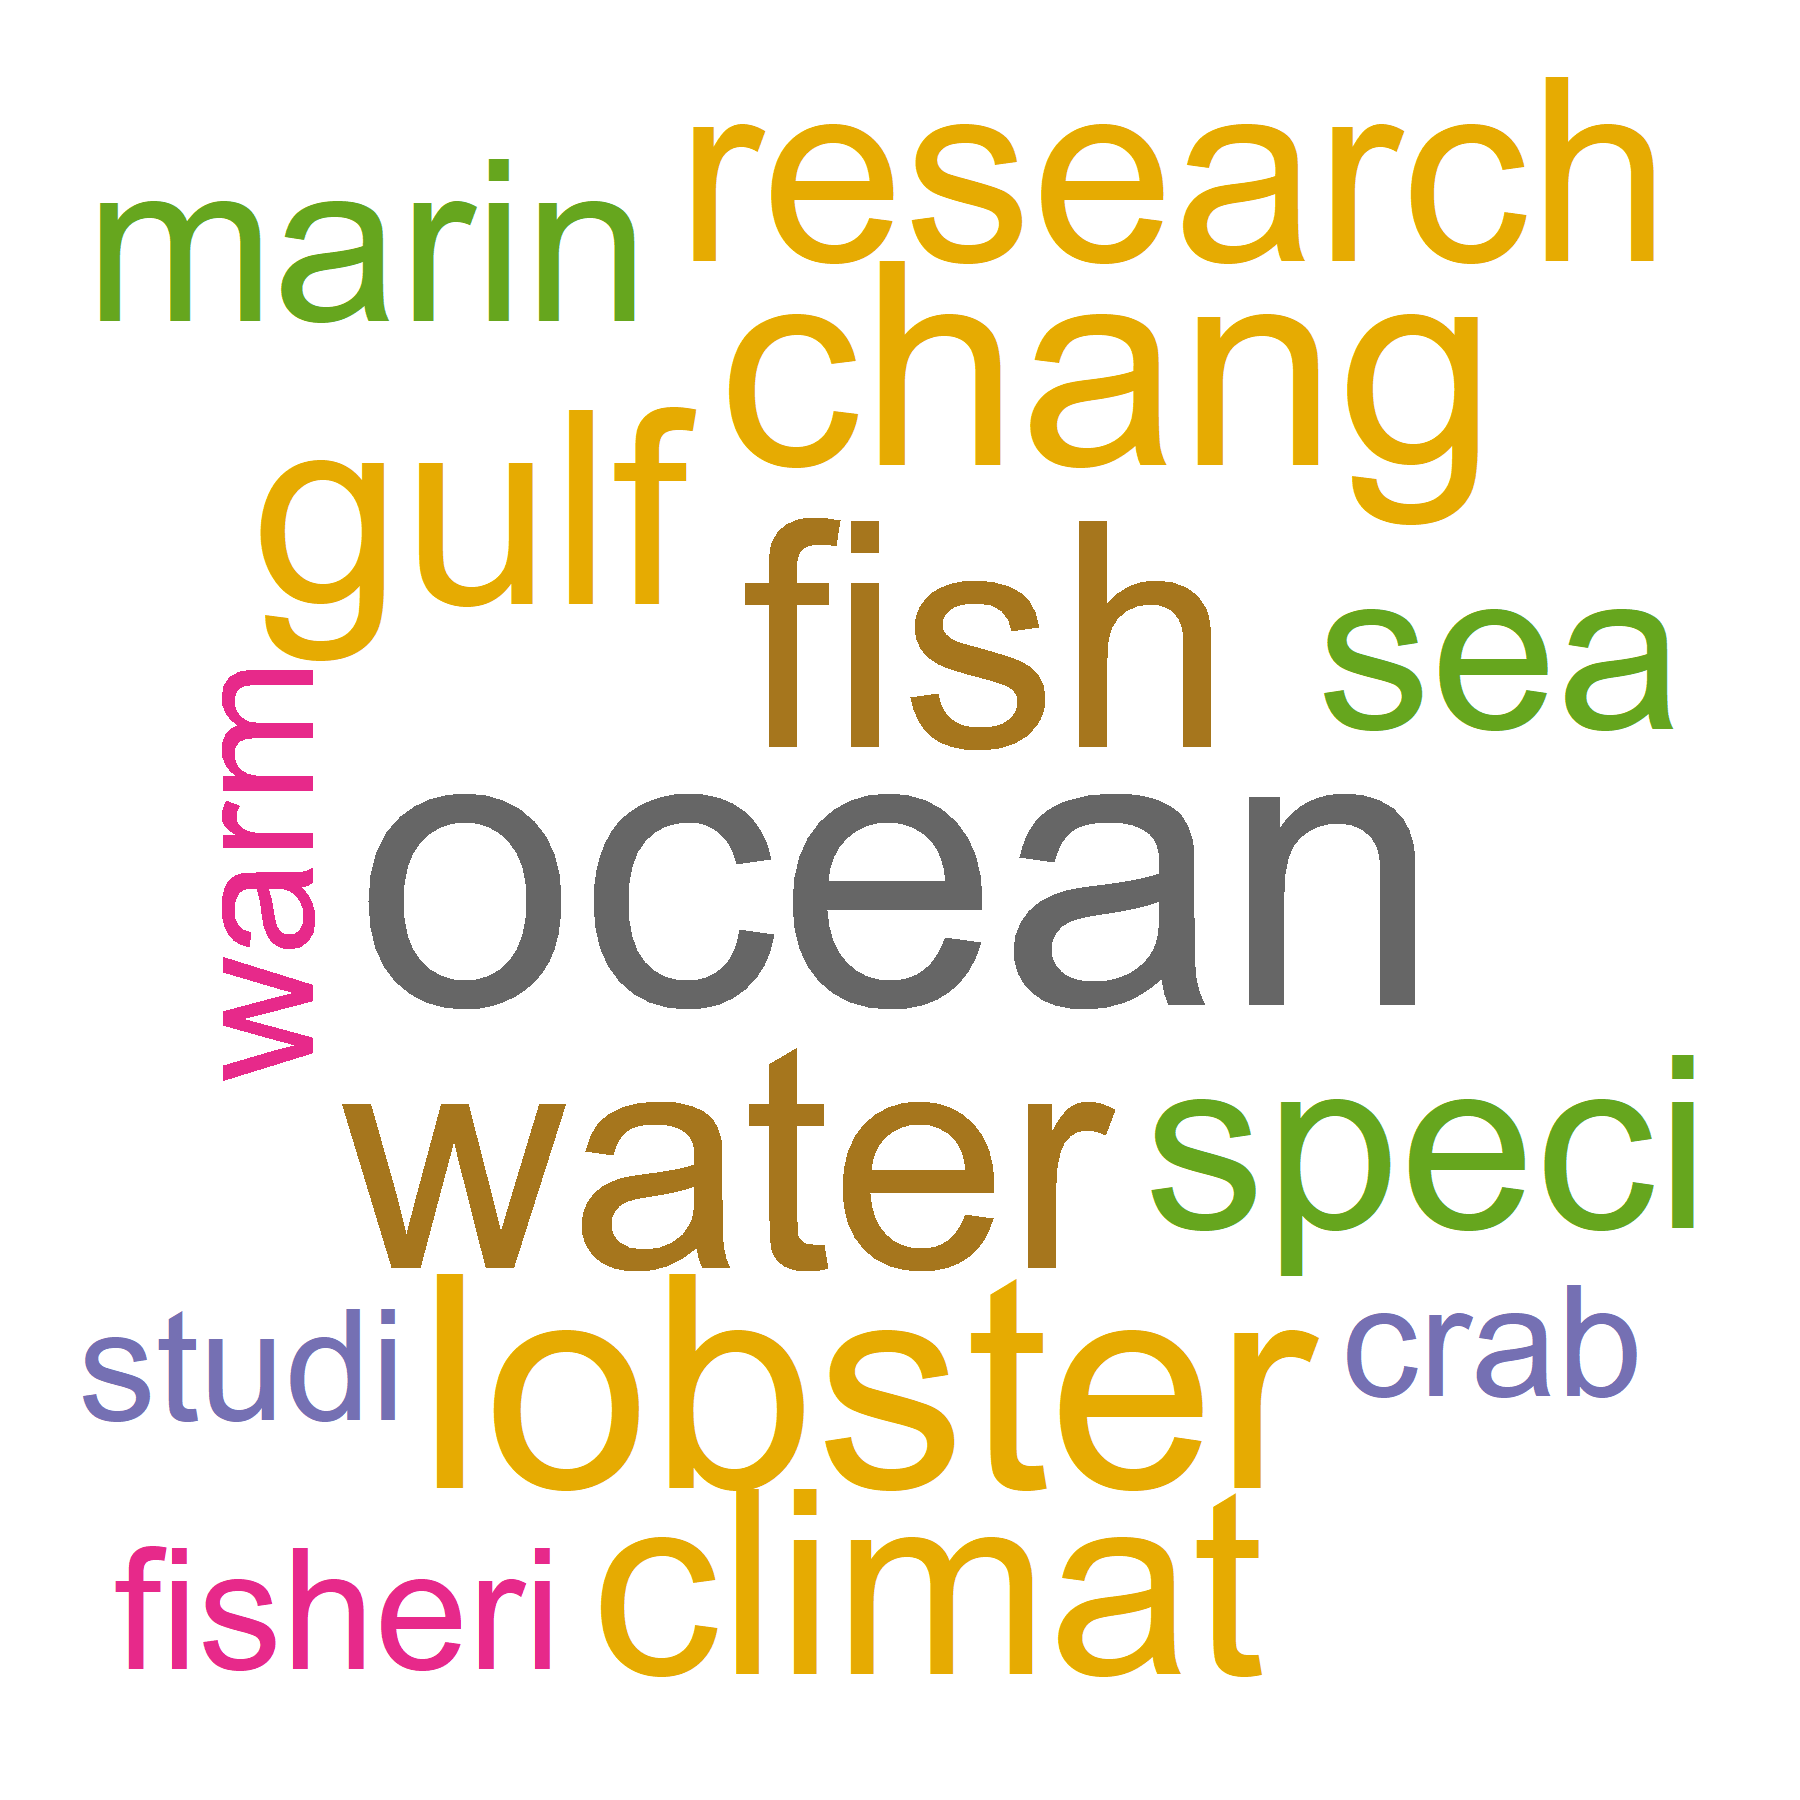 research
marin
chang
gulf
fish
sea
warm
ocean
water
speci
studi
lobster
crab
climat
fisheri